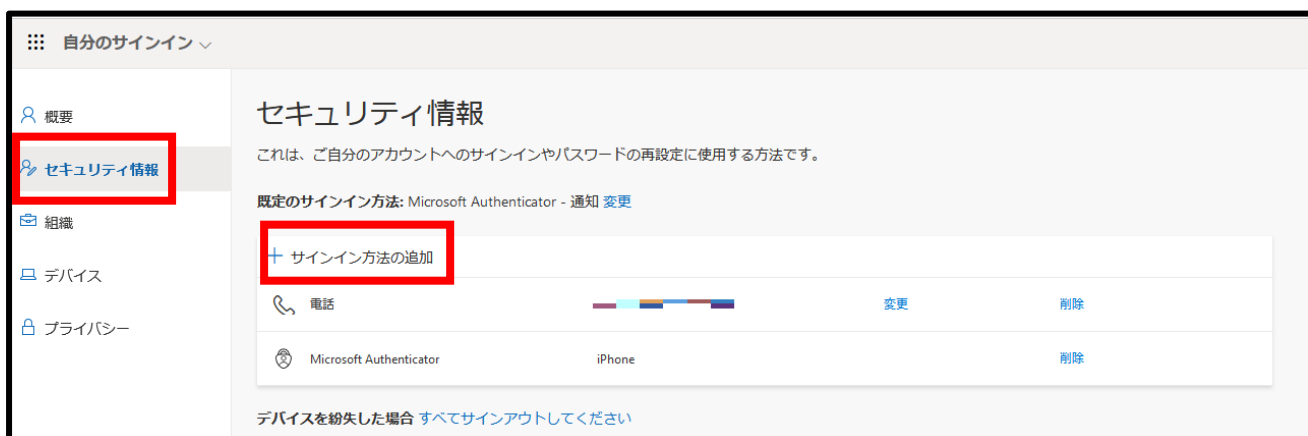 自分のサインイン
概要
セキュリティ情報
組織
デバイス
プライバシー
セキュリティ情報
これは、ご自分のアカウントへのサインインやパスワードの再設定に使用する方法です。
既定のサインイン方法: Microsoft Authenticator - 通知 変更
+ サインイン方法の追加
電話 変更 削除
Microsoft Authenticator iPhone 削除
デバイスを紛失した場合 すべてサインアウトしてください